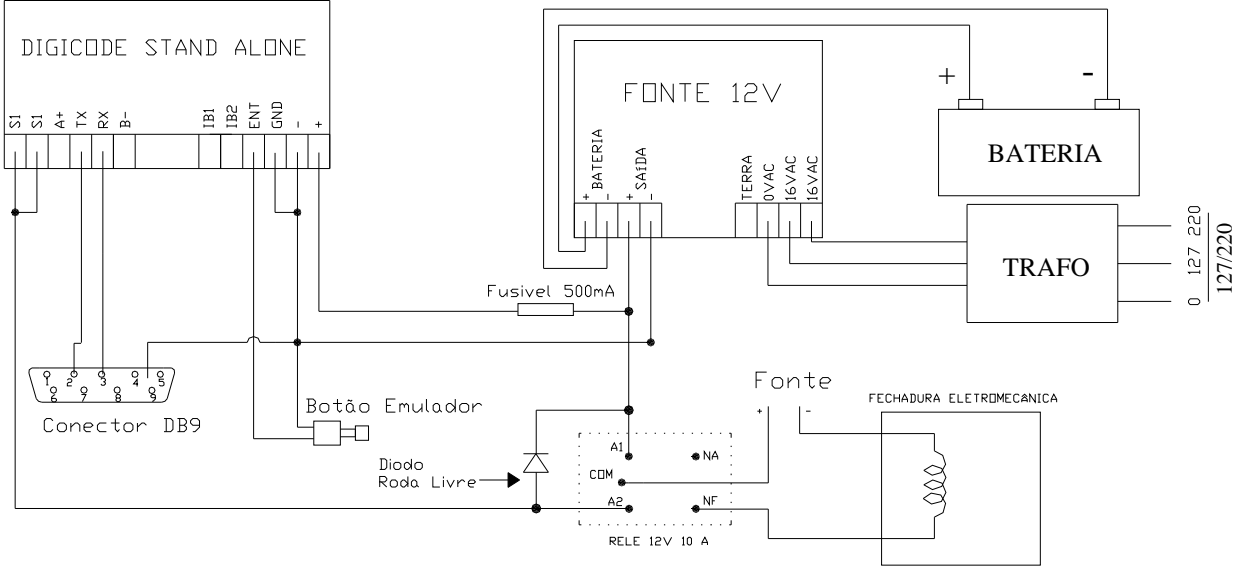 DIGICODE STAND ALONE
S1 S1 A+ TX RX B- IB1 IB2 ENT GND - +
FONTE 12V
BATERIA SAíDA
+ - + -
TERRA 0VAC 16VAC 16VAC
+ -
BATERIA
TRAFO
0 127 220
127/220
Fusivel 500mA
1 2 3 4 5
6 7 8 9
Conector DB9
Botão Emulador
Diodo
Roda Livre
Fonte
+ -
FECHADURA ELETROMECANICA
A1 NA
COM
A2 NF
RELE 12V 10 A